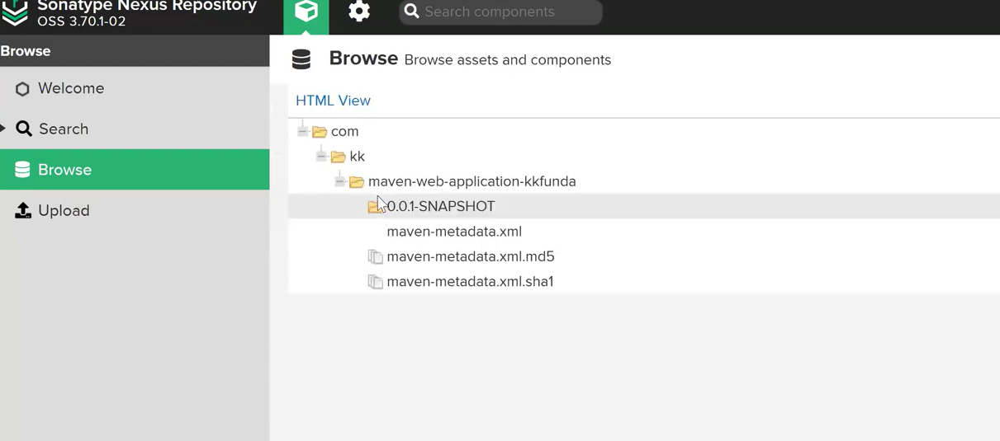 Sonatype Nexus Repository
OSS 3.70.1-02
Search components
Browse
Browse Browse assets and components
Welcome
HTML View
Search
com
kk
Browse
maven-web-application-kkfunda
0.0.1-SNAPSHOT
Upload
maven-metadata.xml
maven-metadata.xml.md5
maven-metadata.xml.sha1